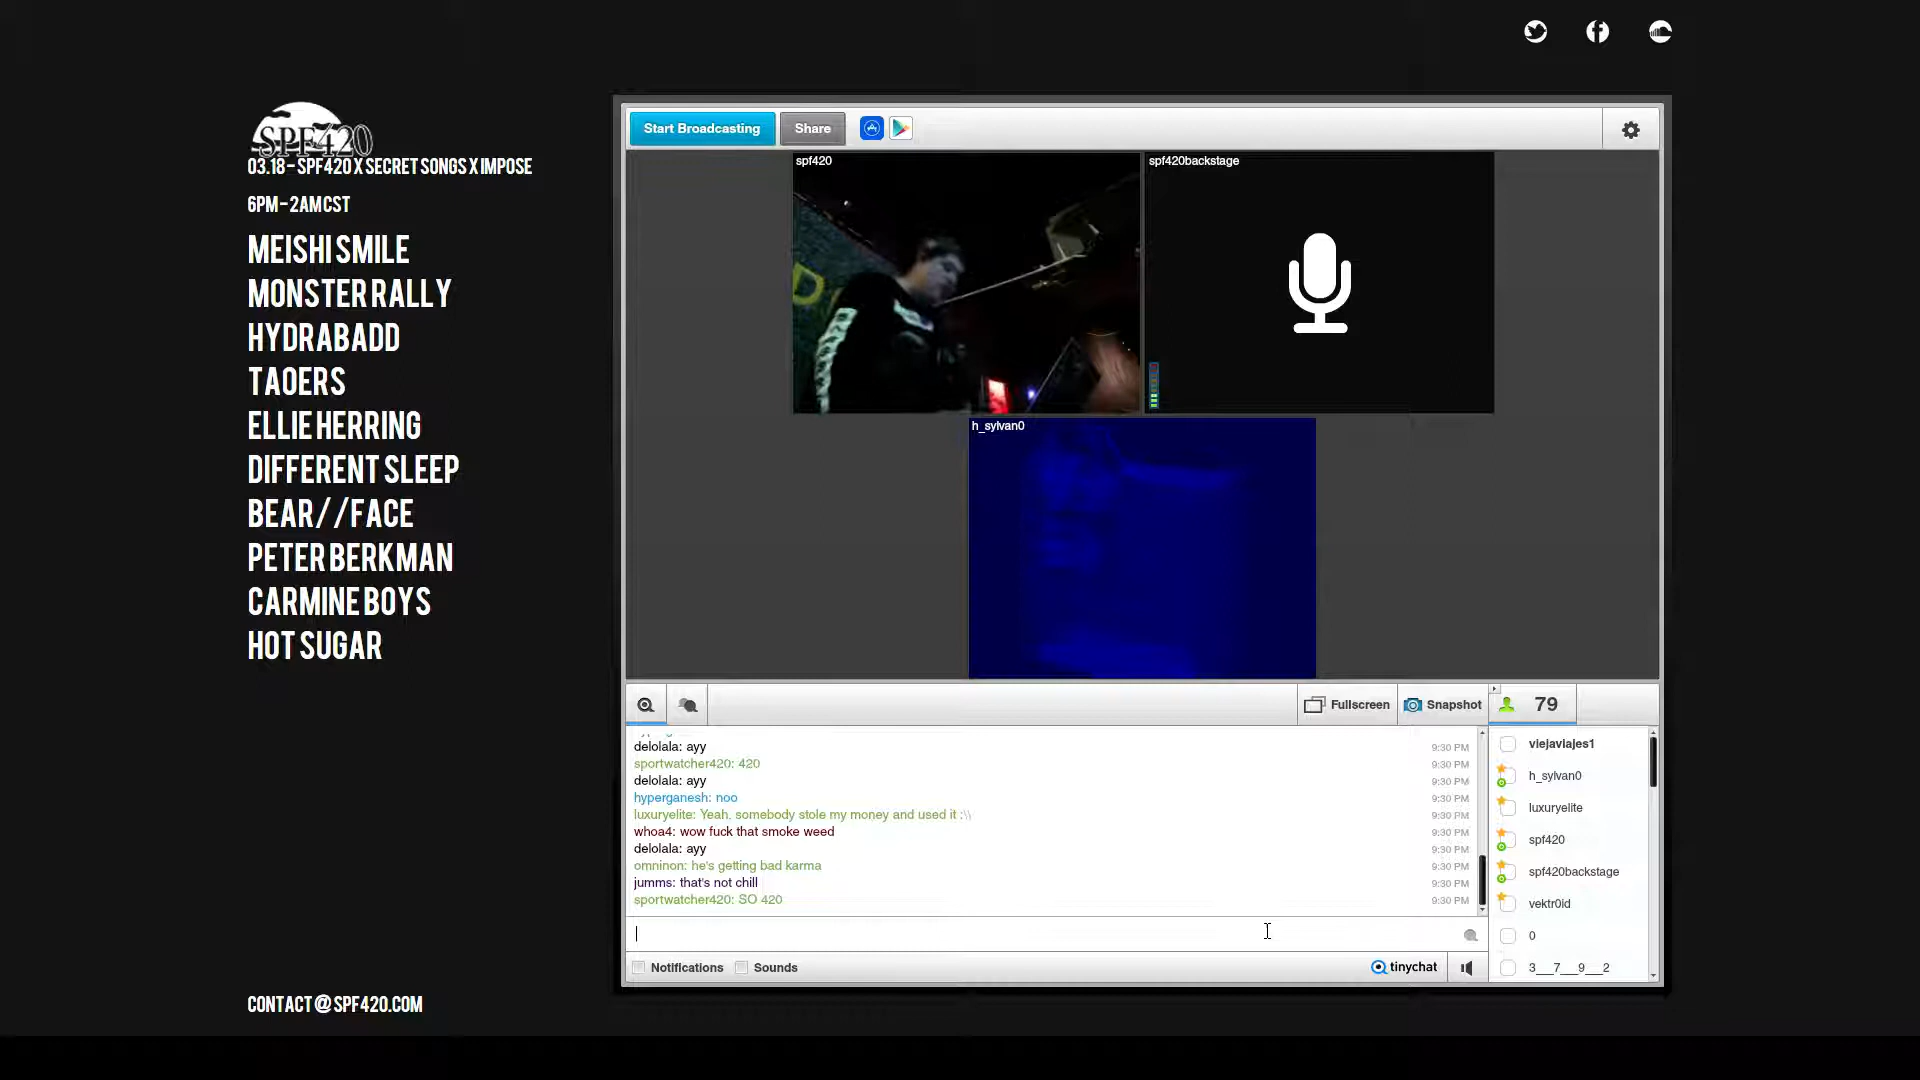 SPF420
03.18 - SPF420 X SECRET SONGS X IMPOSE
6PM - 2AM CST
MEISHI SMILE
MONSTER RALLY
HYDRABADD
TAOERS
ELLIE HERRING
DIFFERENT SLEEP
BEAR//FACE
PETER BERKMAN
CARMINE BOYS
HOT SUGAR
CONTACT@SPF420.COM
Start Broadcasting
Share
spf420
spf420backstage
h_sylvan0
Fullscreen
Snapshot
79
delolala: ayy 9:30 PM
sportwatcher420: 420 9:30 PM
delolala: ayy 9:30 PM
hyperganesh: noo 9:30 PM
luxuryelite: Yeah, somebody stole my money and used it :\\ 9:30 PM
whoa4: wow fuck that smoke weed 9:30 PM
delolala: ayy 9:30 PM
omninon: he's getting bad karma 9:30 PM
jumms: that's not chill 9:30 PM
sportwatcher420: SO 420 9:30 PM
Notifications
Sounds
tinychat
viejaviajes1
h_sylvan0
luxuryelite
spf420
spf420backstage
vektr0id
0
3__7__9__2